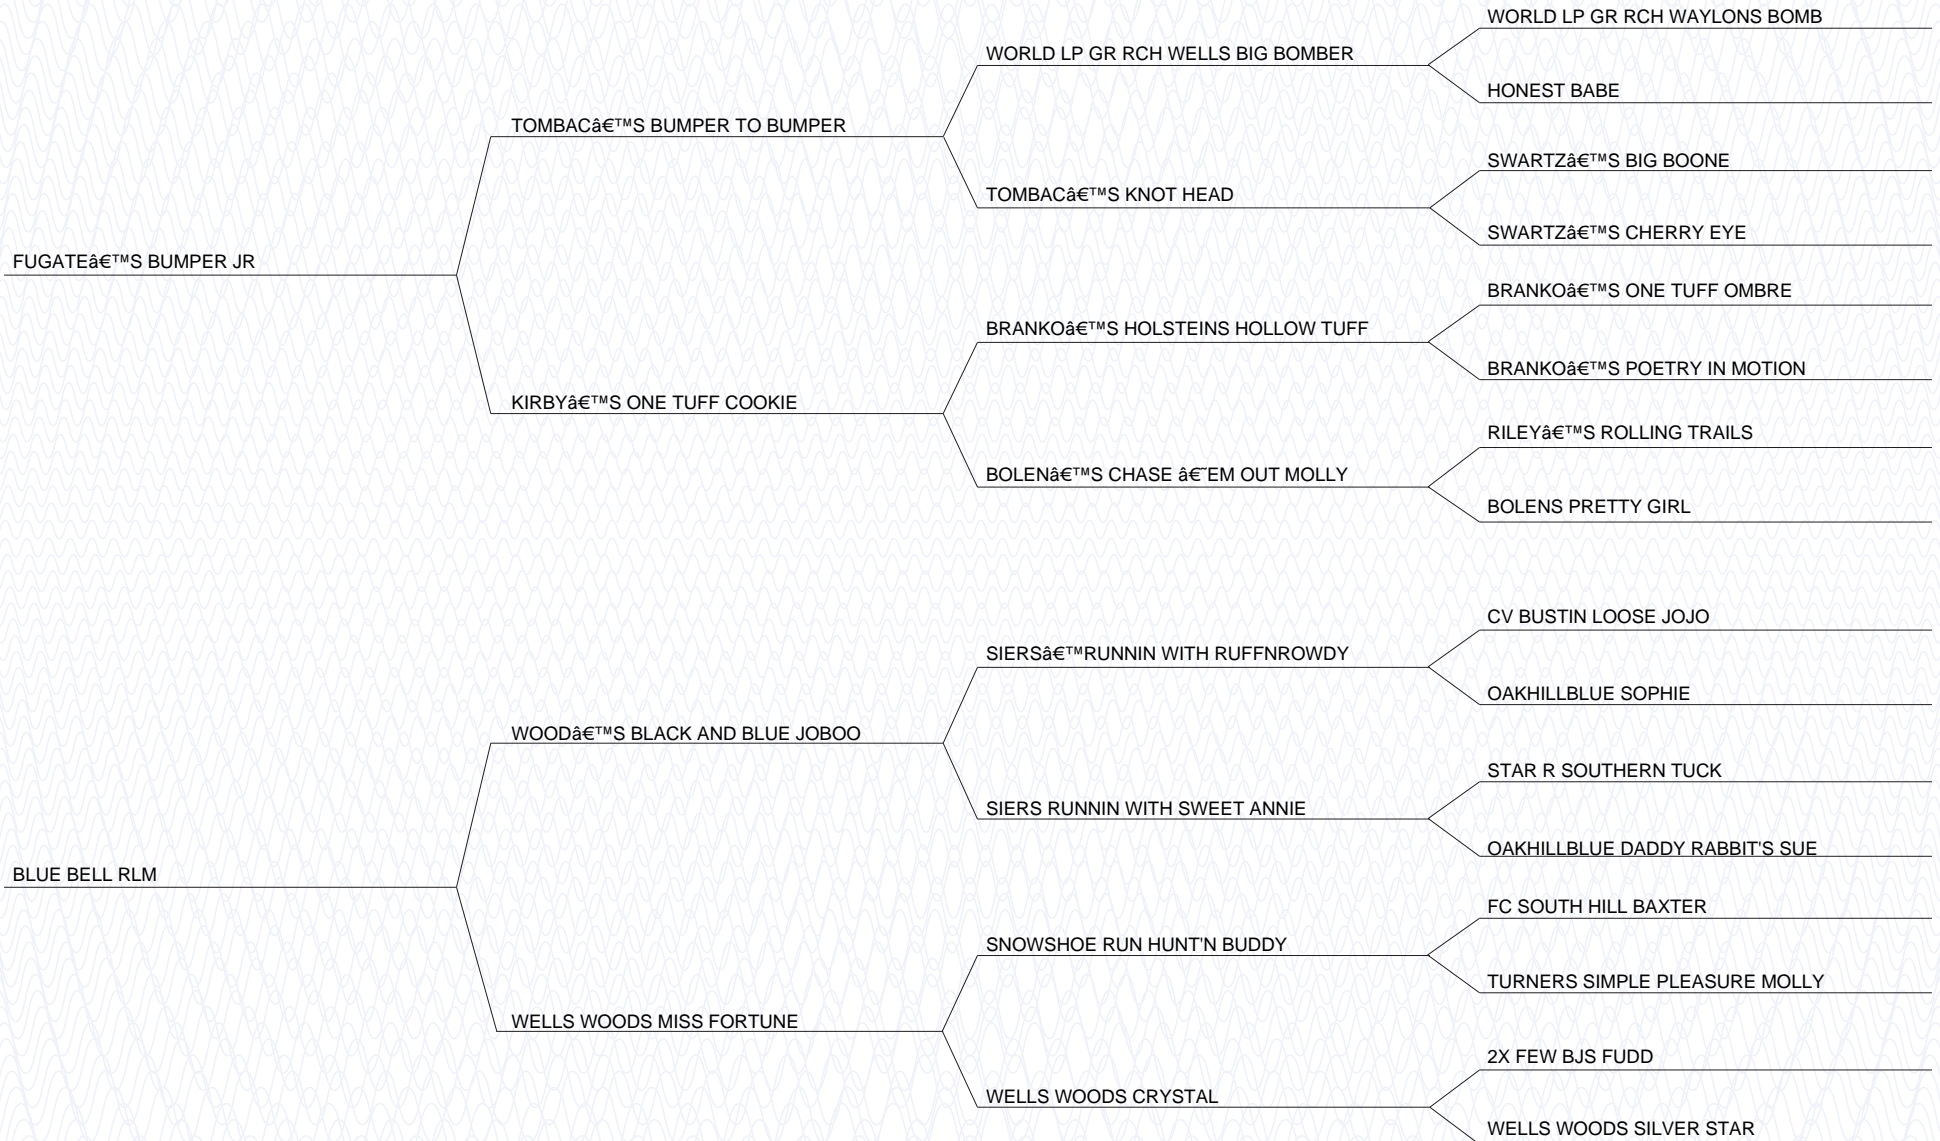 WORLD LP GR RCH WAYLONS BOMB
WORLD LP GR RCH WELLS BIG BOMBER
HONEST BABE
TOMBACâ€™S BUMPER TO BUMPER
SWARTZâ€™S BIG BOONE
TOMBACâ€™S KNOT HEAD
SWARTZâ€™S CHERRY EYE
FUGATEâ€™S BUMPER JR
BRANKOâ€™S ONE TUFF OMBRE
BRANKOâ€™S HOLSTEINS HOLLOW TUFF
BRANKOâ€™S POETRY IN MOTION
KIRBYâ€™S ONE TUFF COOKIE
RILEYâ€™S ROLLING TRAILS
BOLENâ€™S CHASE â€˜EM OUT MOLLY
BOLENS PRETTY GIRL
CV BUSTIN LOOSE JOJO
SIERSâ€™RUNNIN WITH RUFFNROWDY
OAKHILLBLUE SOPHIE
WOODâ€™S BLACK AND BLUE JOBOO
STAR R SOUTHERN TUCK
SIERS RUNNIN WITH SWEET ANNIE
OAKHILLBLUE DADDY RABBIT'S SUE
BLUE BELL RLM
FC SOUTH HILL BAXTER
SNOWSHOE RUN HUNT'N BUDDY
TURNERS SIMPLE PLEASURE MOLLY
WELLS WOODS MISS FORTUNE
2X FEW BJS FUDD
WELLS WOODS CRYSTAL
WELLS WOODS SILVER STAR